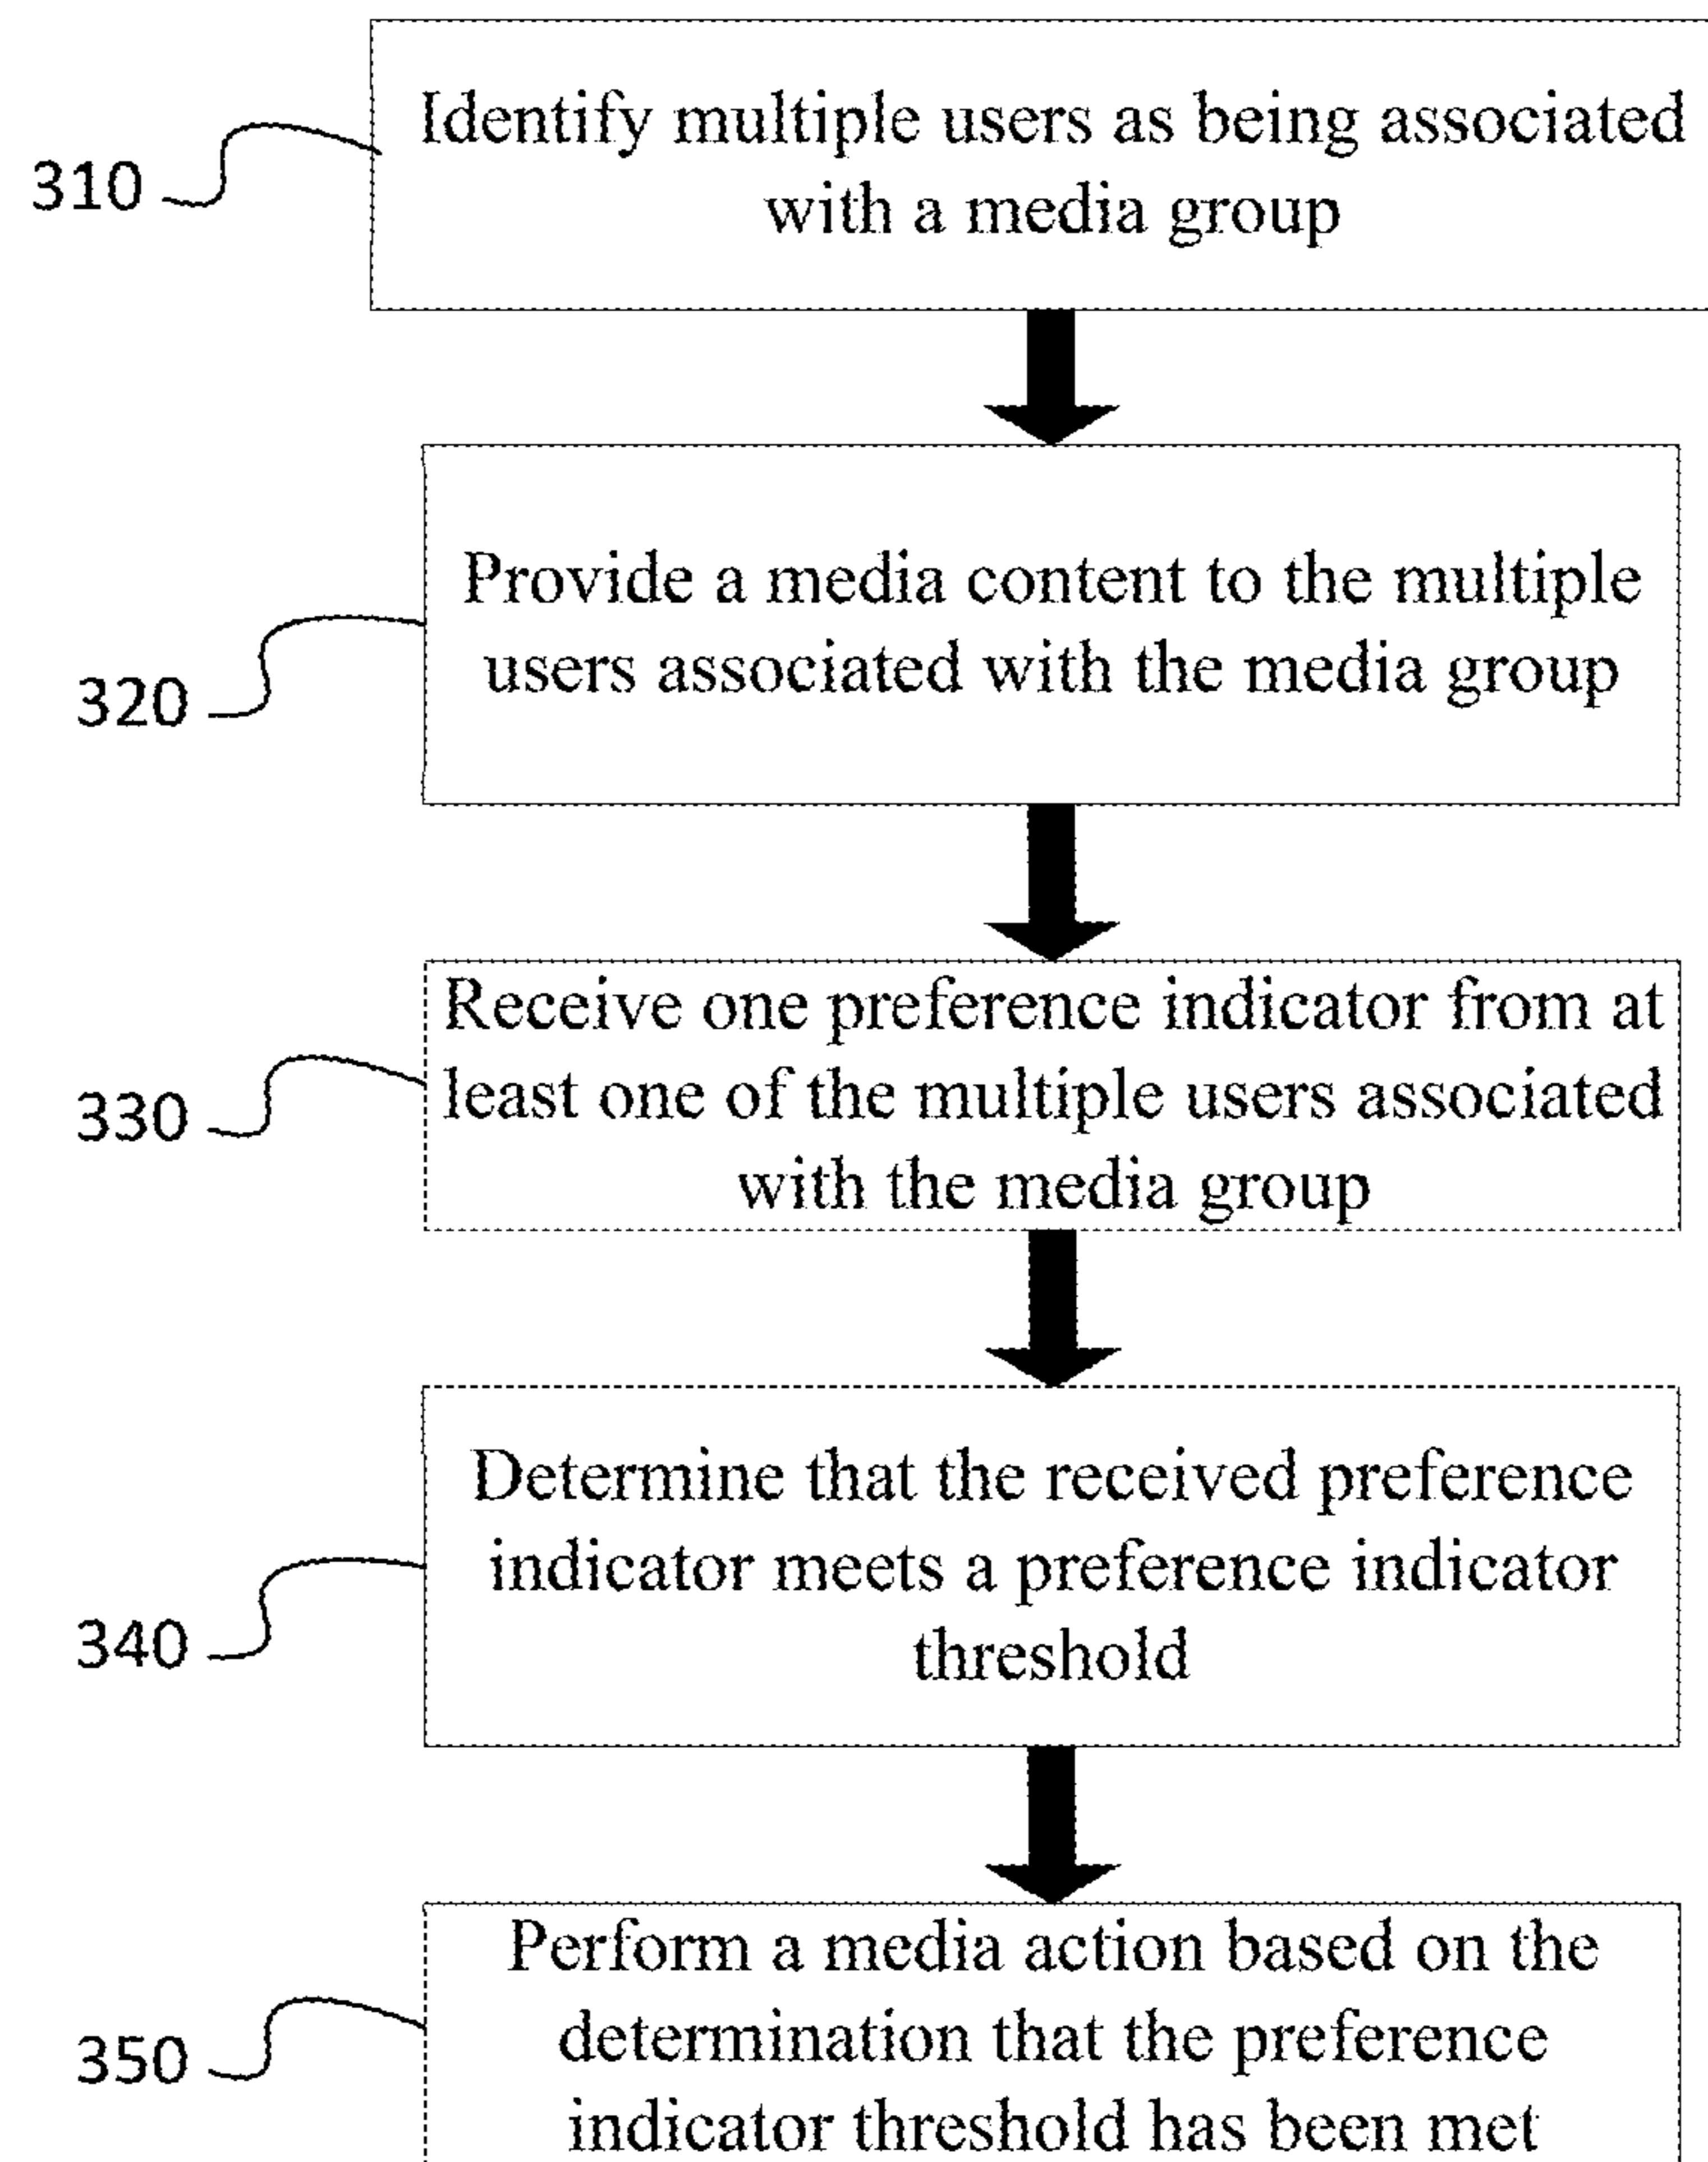 310
Identify multiple users as being associated
with a media group
320
Provide a media content to the multiple
users associated with the media group
330
Receive one preference indicator from at
least one of the multiple users associated
with the media group
340
Determine that the received preference
indicator meets a preference indicator
threshold
350
Perform a media action based on the
determination that the preference
indicator threshold has been met